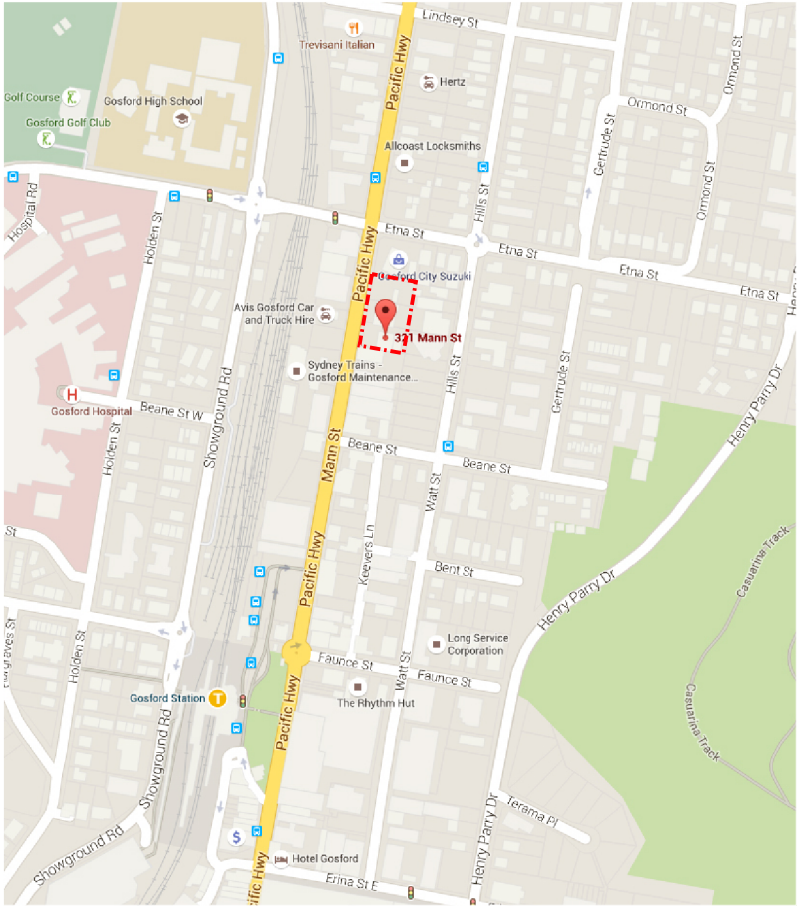 Lindsey St
Trevisani Italian
Pacific Hwy
Hertz
Golf Course
Gosford High School
Gosford Golf Club
Ormond St
Ormond St
Gertrude St
Allcoast Locksmiths
Hospital Rd
Holden St
Hills St
Ormond St
Etna St
Etna St
Etna St
Etna St
Pacific Hwy
Gosford City Suzuki
Avis Gosford Car
and Truck Hire
321 Mann St
Sydney Trains -
Gosford Maintenance...
Hills St
Gertrude St
Henry Parry Dr
H
Gosford Hospital
Beane St W
Showground Rd
Holden St
Mann St
Beane St
Beane St
Watt St
St
Keevers Ln
Pacific Hwy
Bent St
Casuarina Track
Henry Parry Dr
Holden St
Long Service
Corporation
Faunce St
Watt St
Faunce St
Gosford Station
T
The Rhythm Hut
Pacific Hwy
Casuarina Track
Showground Rd
Henry Parry Dr
Terama Pl
$
Showground Rd
Hotel Gosford
Erina St E